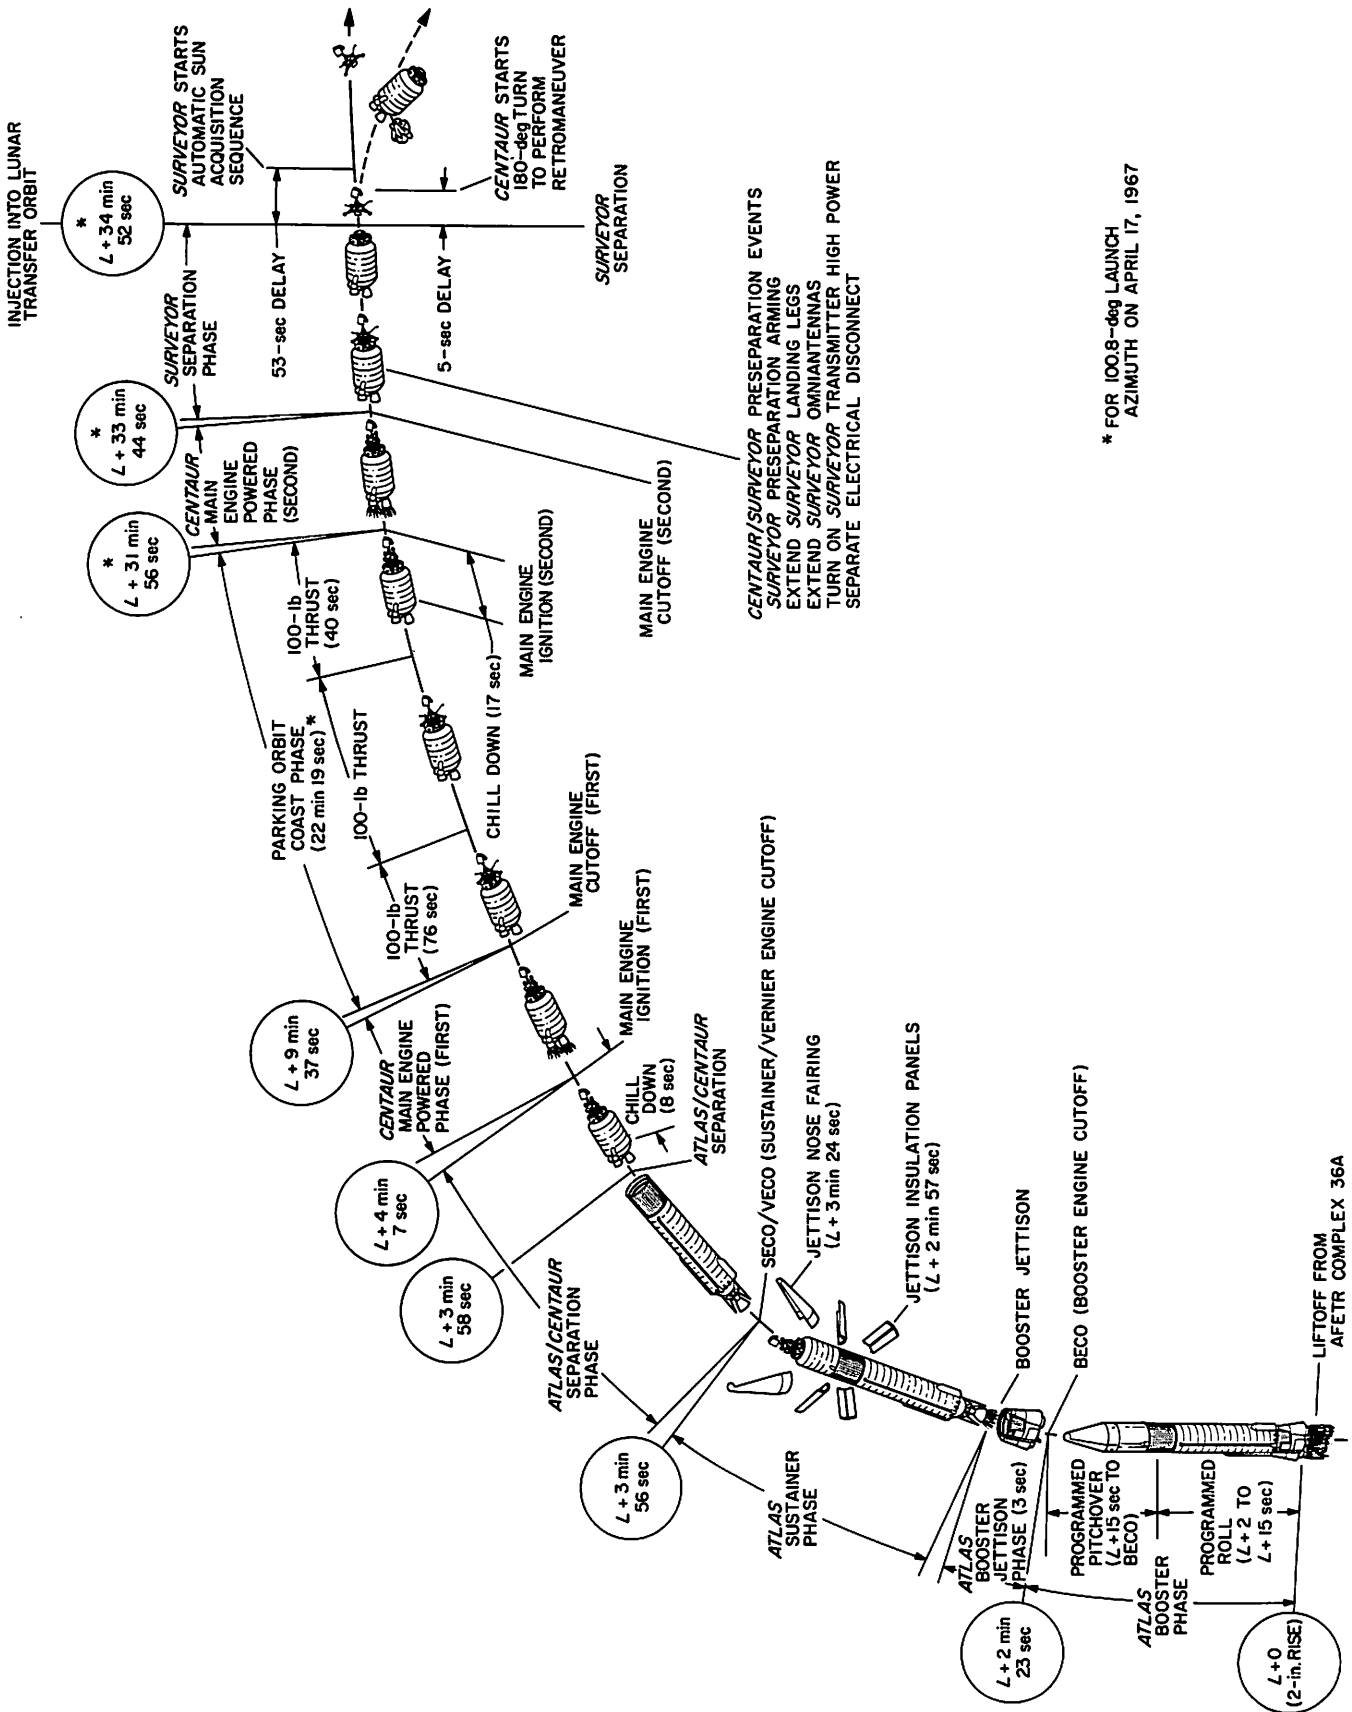 INJECTION INTO LUNAR
TRANSFER ORBIT
*
L + 34 min
52 sec
SURVEYOR STARTS
AUTOMATIC SUN
ACQUISITION
SEQUENCE
SURVEYOR
SEPARATION
PHASE
53-sec DELAY
5-sec DELAY
CENTAUR STARTS
180-deg TURN
TO PERFORM
RETROMANEUVER
SURVEYOR
SEPARATION
*
L + 33 min
44 sec
CENTAUR
MAIN
ENGINE
POWERED
PHASE
(SECOND)
*
L + 31 min
56 sec
100-lb
THRUST
(40 sec)
PARKING ORBIT
COAST PHASE
(22 min 19 sec)*
100-lb THRUST
100-lb
THRUST
(76 sec)
CHILL DOWN (17 sec)
MAIN ENGINE
IGNITION (SECOND)
MAIN ENGINE
CUTOFF (SECOND)
CENTAUR/SURVEYOR PRESEPARATION EVENTS
SURVEYOR PRESEPARATION ARMING
EXTEND SURVEYOR LANDING LEGS
EXTEND SURVEYOR OMNIANTENNAS
TURN ON SURVEYOR TRANSMITTER HIGH POWER
SEPARATE ELECTRICAL DISCONNECT
* FOR 100.8-deg LAUNCH
AZIMUTH ON APRIL 17, 1967
L + 9 min
37 sec
CENTAUR
MAIN ENGINE
POWERED
PHASE (FIRST)
MAIN ENGINE
CUTOFF (FIRST)
MAIN ENGINE
IGNITION (FIRST)
L + 4 min
7 sec
CHILL
DOWN
(8 sec)
ATLAS/CENTAUR
SEPARATION
L + 3 min
58 sec
ATLAS/CENTAUR
SEPARATION
PHASE
SECO/VECO (SUSTAINER/VERNIER ENGINE CUTOFF)
JETTISON NOSE FAIRING
(L + 3 min 24 sec)
JETTISON INSULATION PANELS
(L + 2 min 57 sec)
L + 3 min
56 sec
ATLAS
SUSTAINER
PHASE
BOOSTER JETTISON
BECO (BOOSTER ENGINE CUTOFF)
ATLAS
BOOSTER
JETTISON
PHASE (3 sec)
L + 2 min
23 sec
PROGRAMMED
PITCHOVER
(L+15 sec TO
BECO)
PROGRAMMED
ROLL
(L+2 TO
L+15 sec)
ATLAS
BOOSTER
PHASE
L+0
(2-in. RISE)
LIFTOFF FROM
AFETR COMPLEX 36A